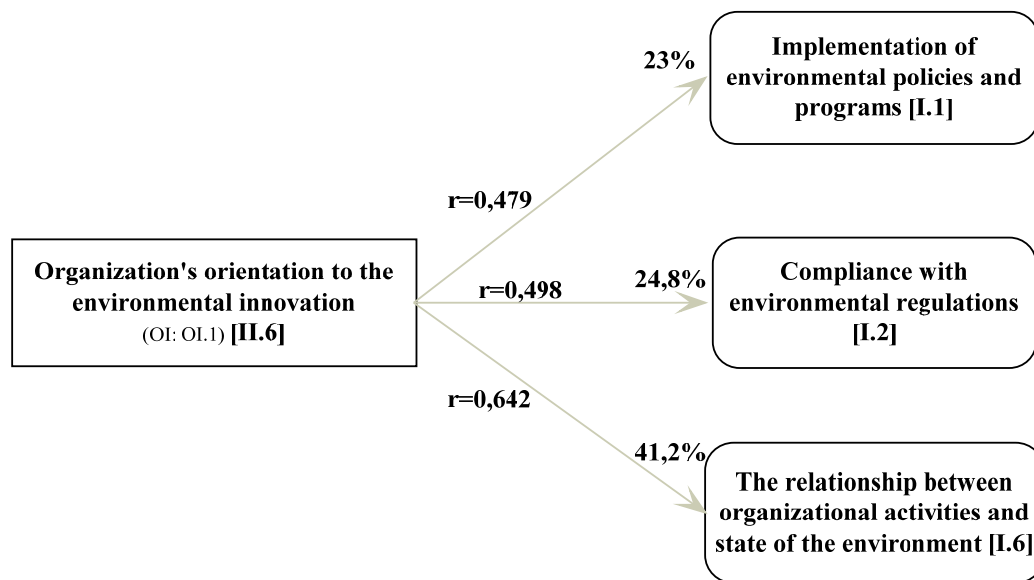 Implementation of
environmental policies and
programs [I.1]
23%
r=0,479
Organization's orientation to the
environmental innovation
(OI: OI.1) [II.6]
r=0,498
24,8%
Compliance with
environmental regulations
[I.2]
r=0,642
41,2%
The relationship between
organizational activities and
state of the environment [I.6]